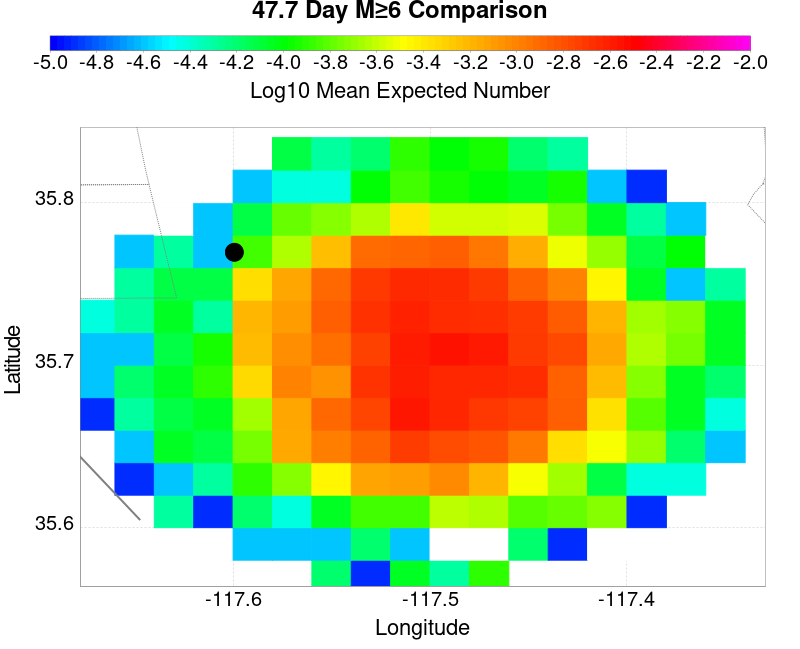 47.7 Day M≥6 Comparison
-5.0 -4.8 -4.6 -4.4 -4.2 -4.0 -3.8 -3.6 -3.4 -3.2 -3.0 -2.8 -2.6 -2.4 -2.2 -2.0
Log10 Mean Expected Number
35.8
35.7
35.6
Latitude
-117.6 -117.5 -117.4
Longitude